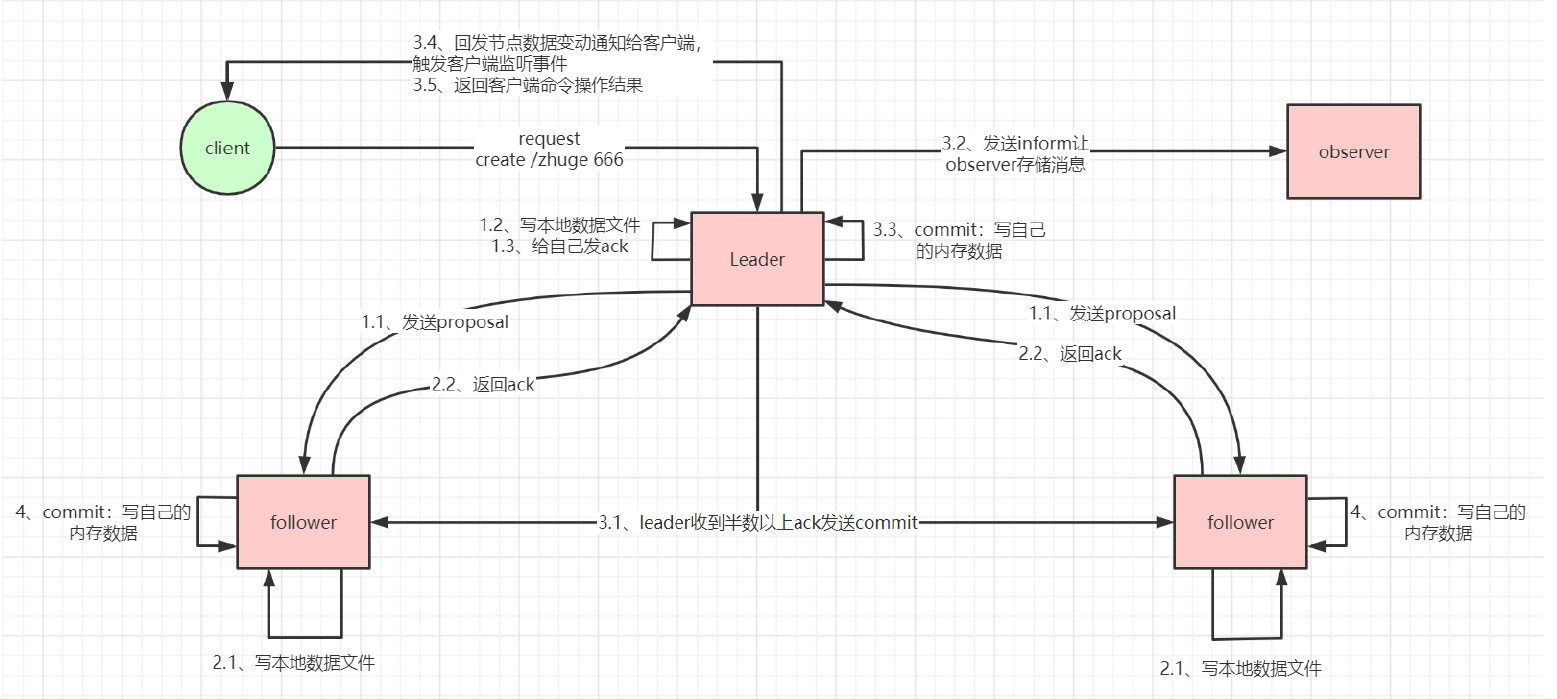 3.4、回发节点数据变动通知给客户端，
触发客户端监听事件
3.5、返回客户端命令操作结果
client
request
create /zhuge 666
3.2、发送inform让
observer存储消息
observer
1.2、写本地数据文件
1.3、给自己发ack
Leader
3.3、commit：写自己
的内存数据
1.1、发送proposal
1.1、发送proposal
2.2、返回ack
2.2、返回ack
4、commit：写自己的
内存数据
follower
3.1、leader收到半数以上ack发送commit
follower
4、commit：写自己的
内存数据
2.1、写本地数据文件
2.1、写本地数据文件